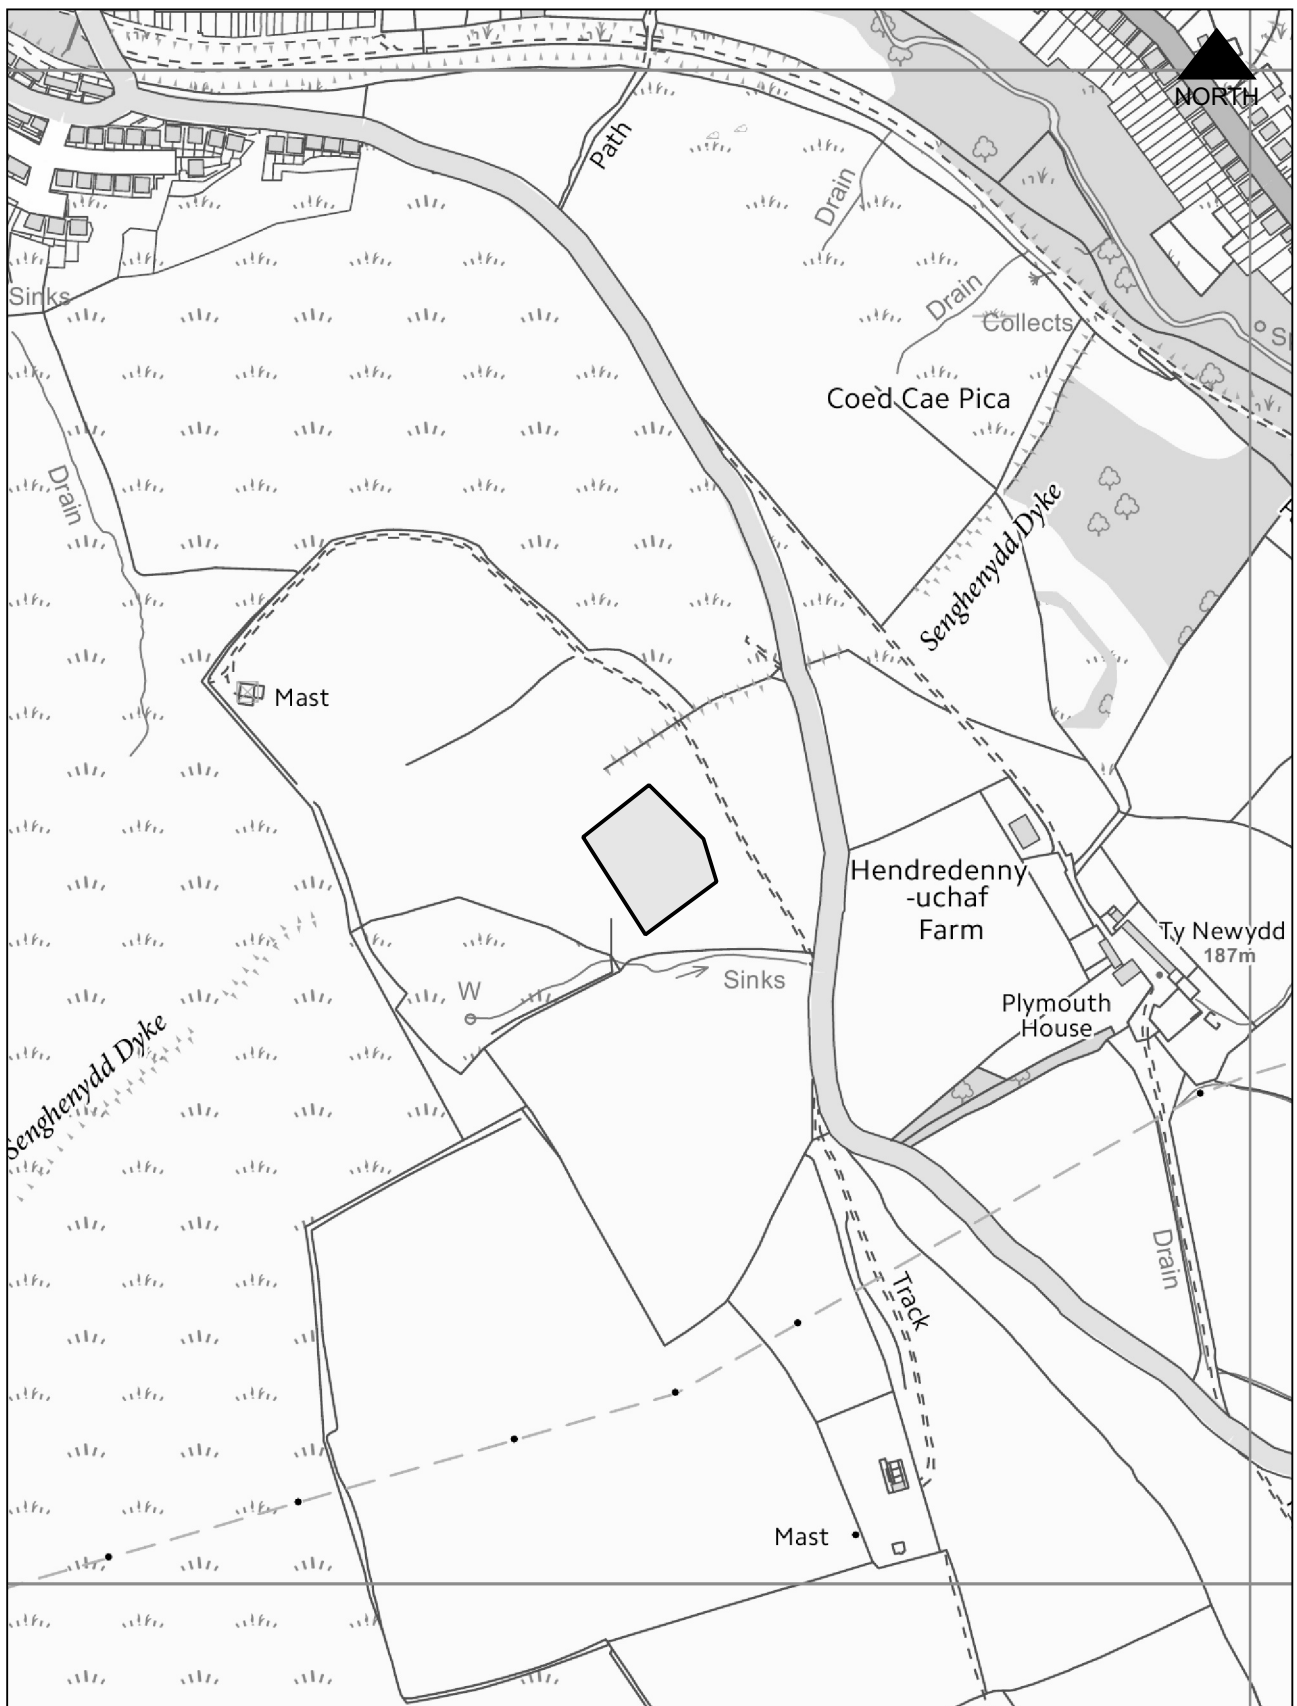 NORTH
Path
Drain
Sinks
Drain
Collects
Coed Cae Pica
Drain
Senghenydd Dyke
Mast
Hendredenny
-uchaf
Farm
Ty Newydd
187m
W
Sinks
Plymouth
House
Senghenydd Dyke
Drain
Track
Mast